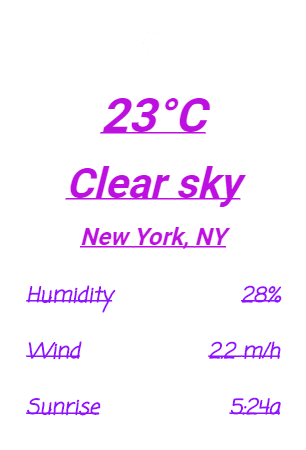 23°C
Clear sky
New York, NY
Humidity 28%
Wind 2.2 m/h
Sunrise 5:24a